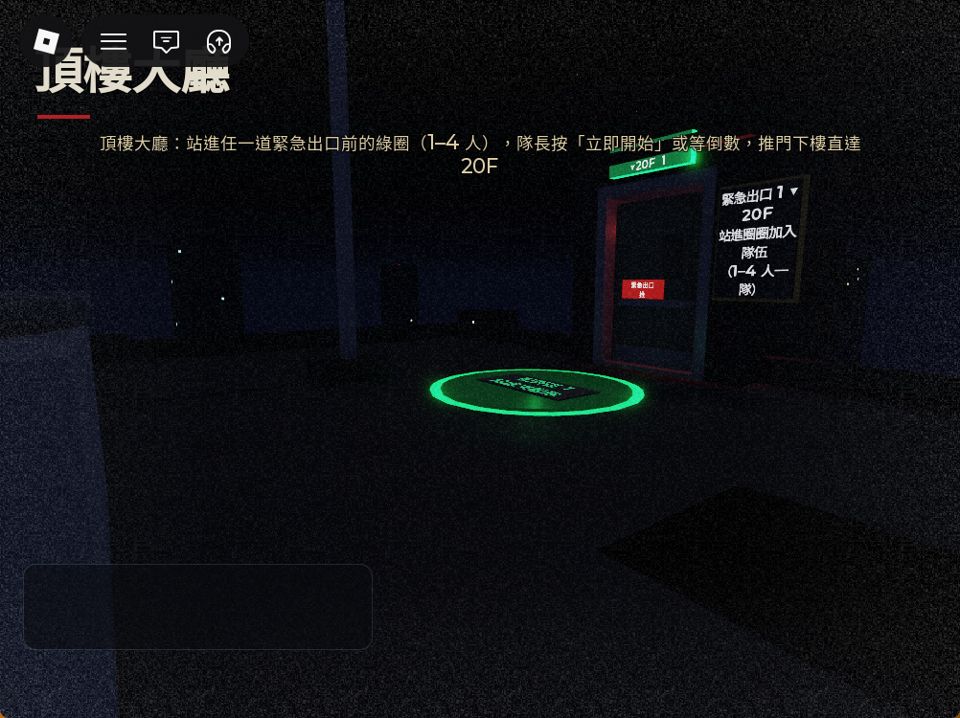 頂樓大廳
頂樓大廳：站進任一道緊急出口前的綠圈（1–4 人），隊長按「立即開始」或等倒數，推門下樓直達
20F
▼20F 1
緊急出口 1 ▼
20F
站進圈圈加入
隊伍
（1–4 人一
隊）
緊急出口